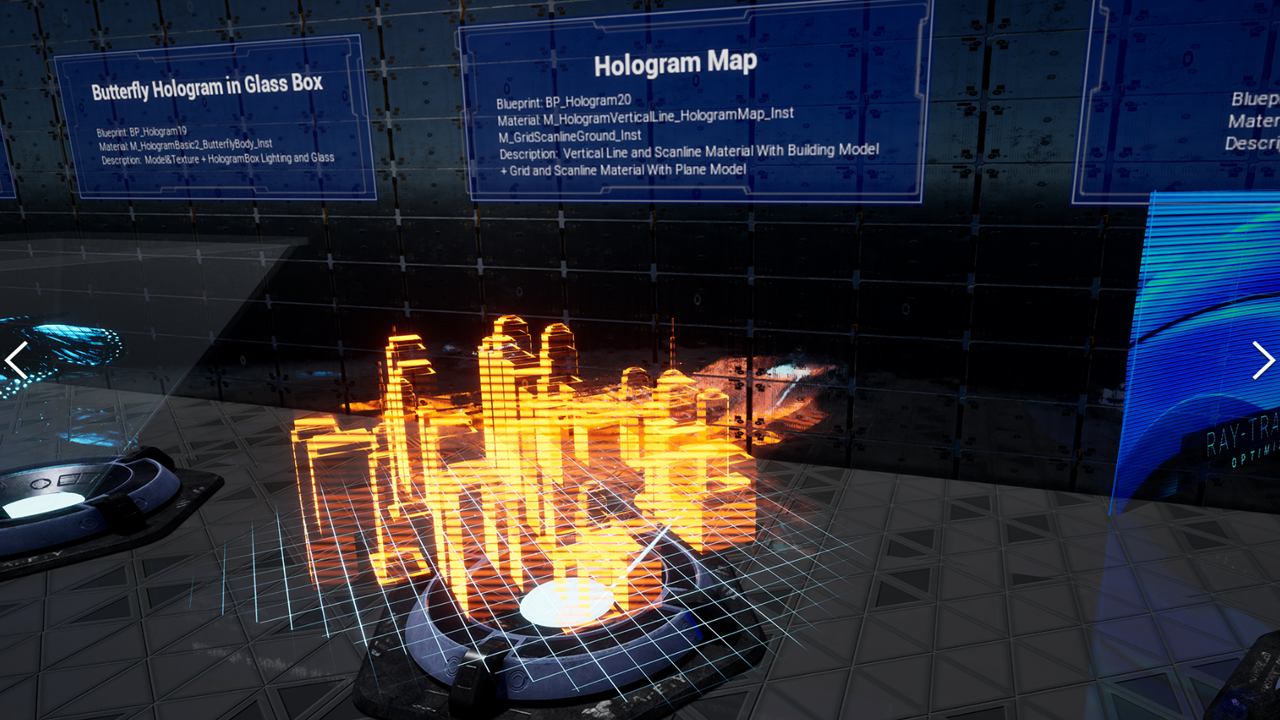 Butterfly Hologram in Glass Box
Blueprint: BP_Hologram19
Material: M_HologramBasic2_ButterflyBody_Inst
Description: Model&Texture + HologramBox Lighting and Glass
Hologram Map
Blueprint: BP_Hologram20
Material: M_HologramVerticalLine_HologramMap_Inst
M_GridScanlineGround_Inst
Description: Vertical Line and Scanline Material With Building Model
+ Grid and Scanline Material With Plane Model
Bluep
Mater
Descri
RAY-TRA
OPTIMI